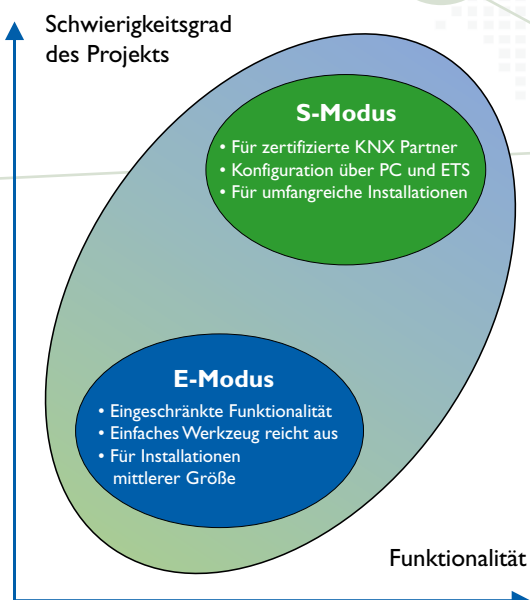 Schwierigkeitsgrad
des Projekts
S-Modus
• Für zertifizierte KNX Partner
• Konfiguration über PC und ETS
• Für umfangreiche Installationen
E-Modus
• Eingeschränkte Funktionalität
• Einfaches Werkzeug reicht aus
• Für Installationen
mittlerer Größe
Funktionalität